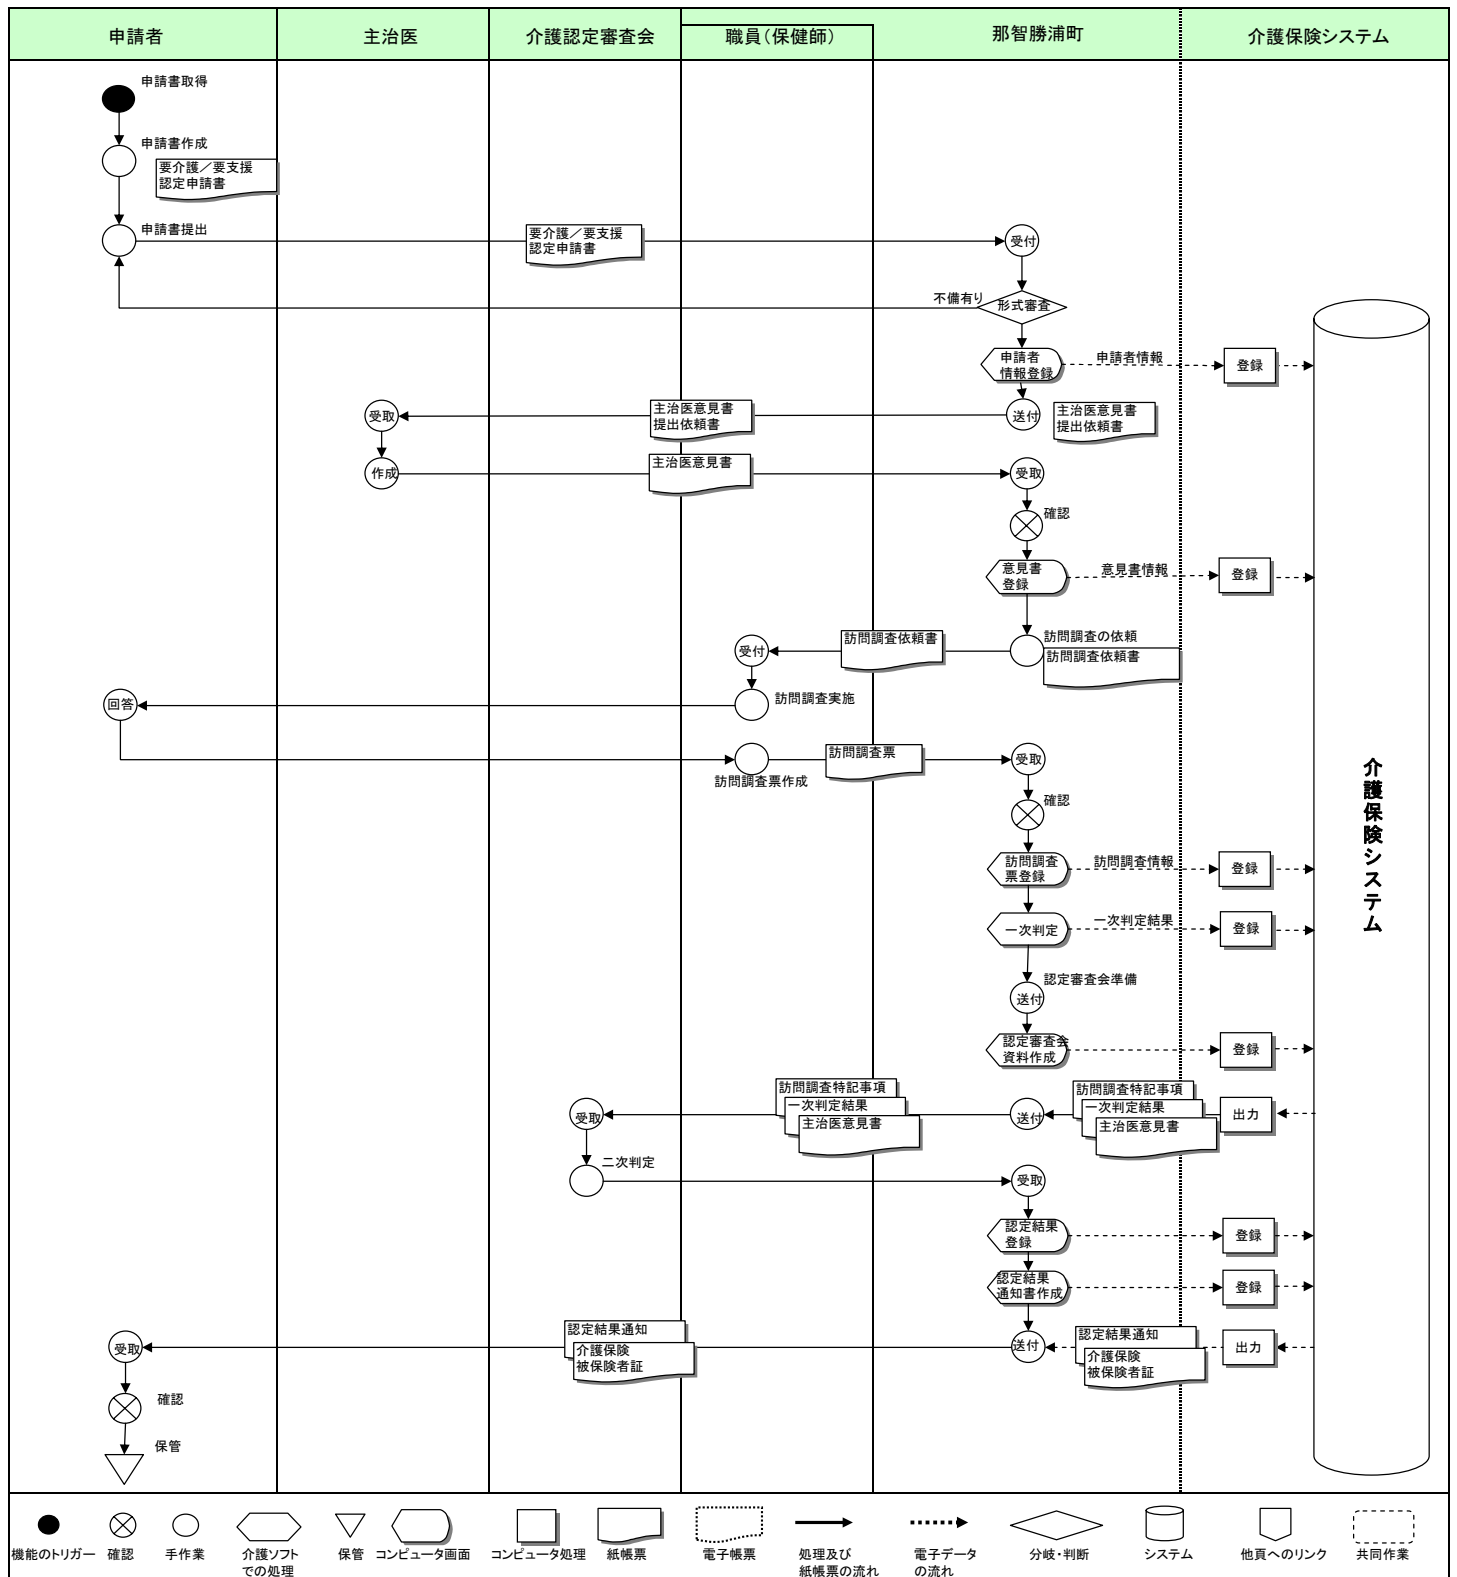 申請者
主治医
介護認定審査会
職員（保健師）
那智勝浦町
介護保険システム
申請書取得
申請書作成
要介護／要支援
認定申請書
申請書提出
要介護／要支援
認定申請書
受付
不備有り
形式審査
申請者
情報登録
申請者情報
登録
受取
主治医意見書
提出依頼書
送付
主治医意見書
提出依頼書
作成
主治医意見書
受取
確認
意見書
登録
意見書情報
登録
受付
訪問調査依頼書
訪問調査の依頼
訪問調査依頼書
回答
訪問調査実施
訪問調査票作成
訪問調査票
受取
確認
訪問調査
票登録
訪問調査情報
登録
一次判定
一次判定結果
登録
認定審査会準備
送付
認定審査会
資料作成
登録
介護保険システム
受取
訪問調査特記事項
一次判定結果
主治医意見書
送付
訪問調査特記事項
一次判定結果
主治医意見書
出力
二次判定
受取
認定結果
登録
登録
認定結果
通知書作成
登録
受取
認定結果通知
介護保険
被保険者証
送付
認定結果通知
介護保険
被保険者証
出力
確認
保管
機能のトリガー
確認
手作業
介護ソフト
での処理
保管
コンピュータ画面
コンピュータ処理
紙帳票
電子帳票
処理及び
紙帳票の流れ
電子データ
の流れ
分岐・判断
システム
他頁へのリンク
共同作業